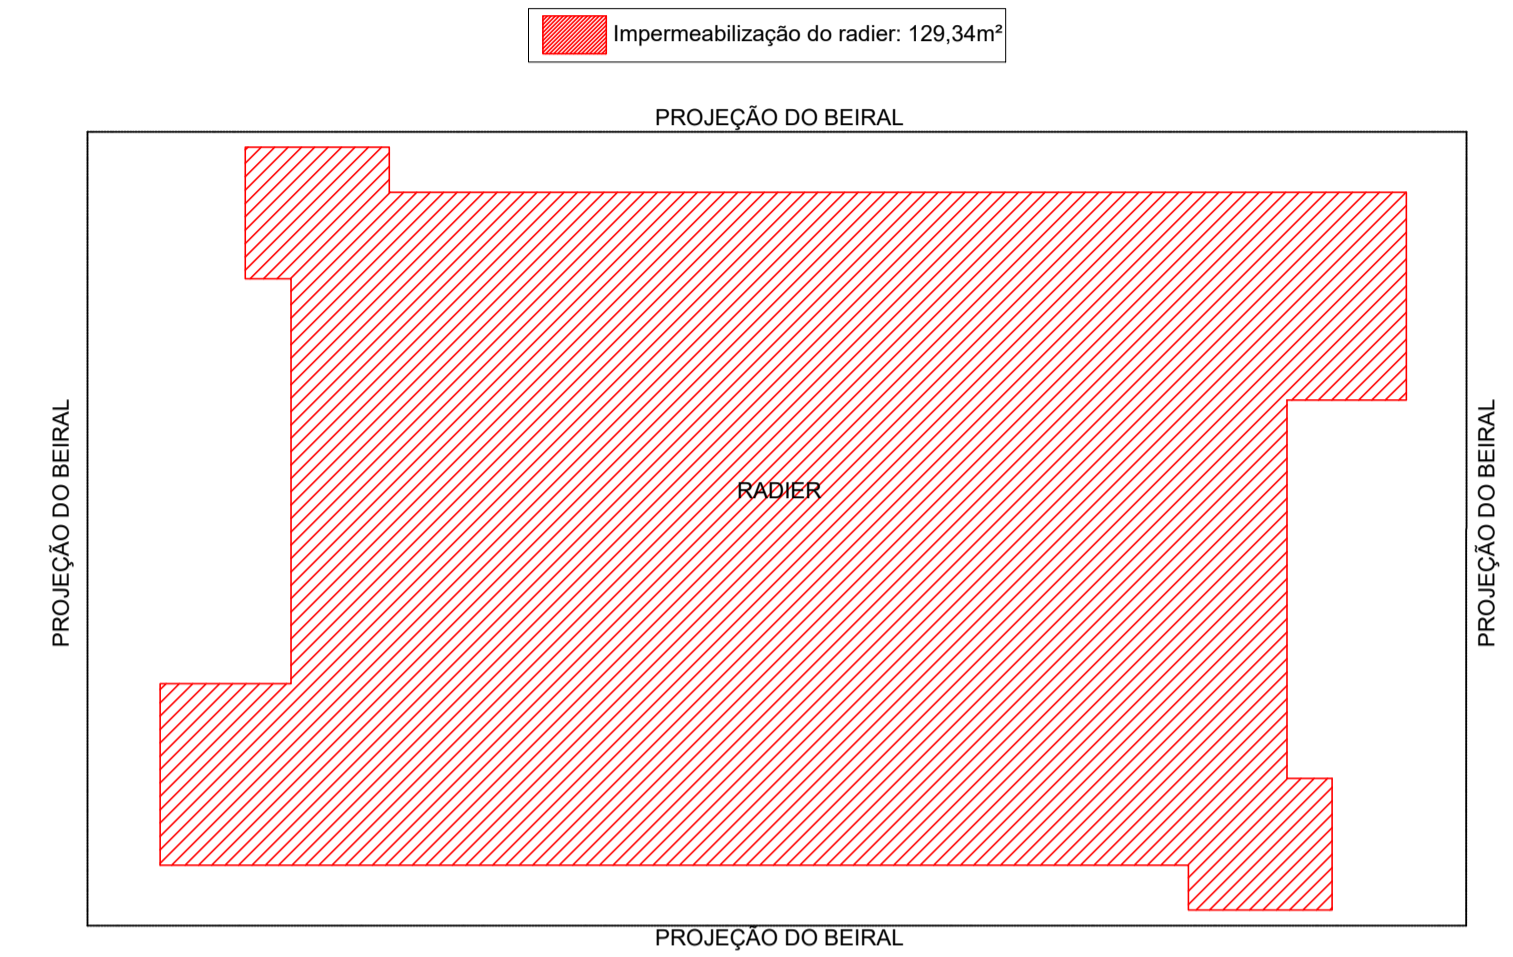 Impermeabilização do radier: 129,34m²
PROJEÇÃO DO BEIRAL
PROJEÇÃO DO BEIRAL
RADIER
PROJEÇÃO DO BEIRAL
PROJEÇÃO DO BEIRAL